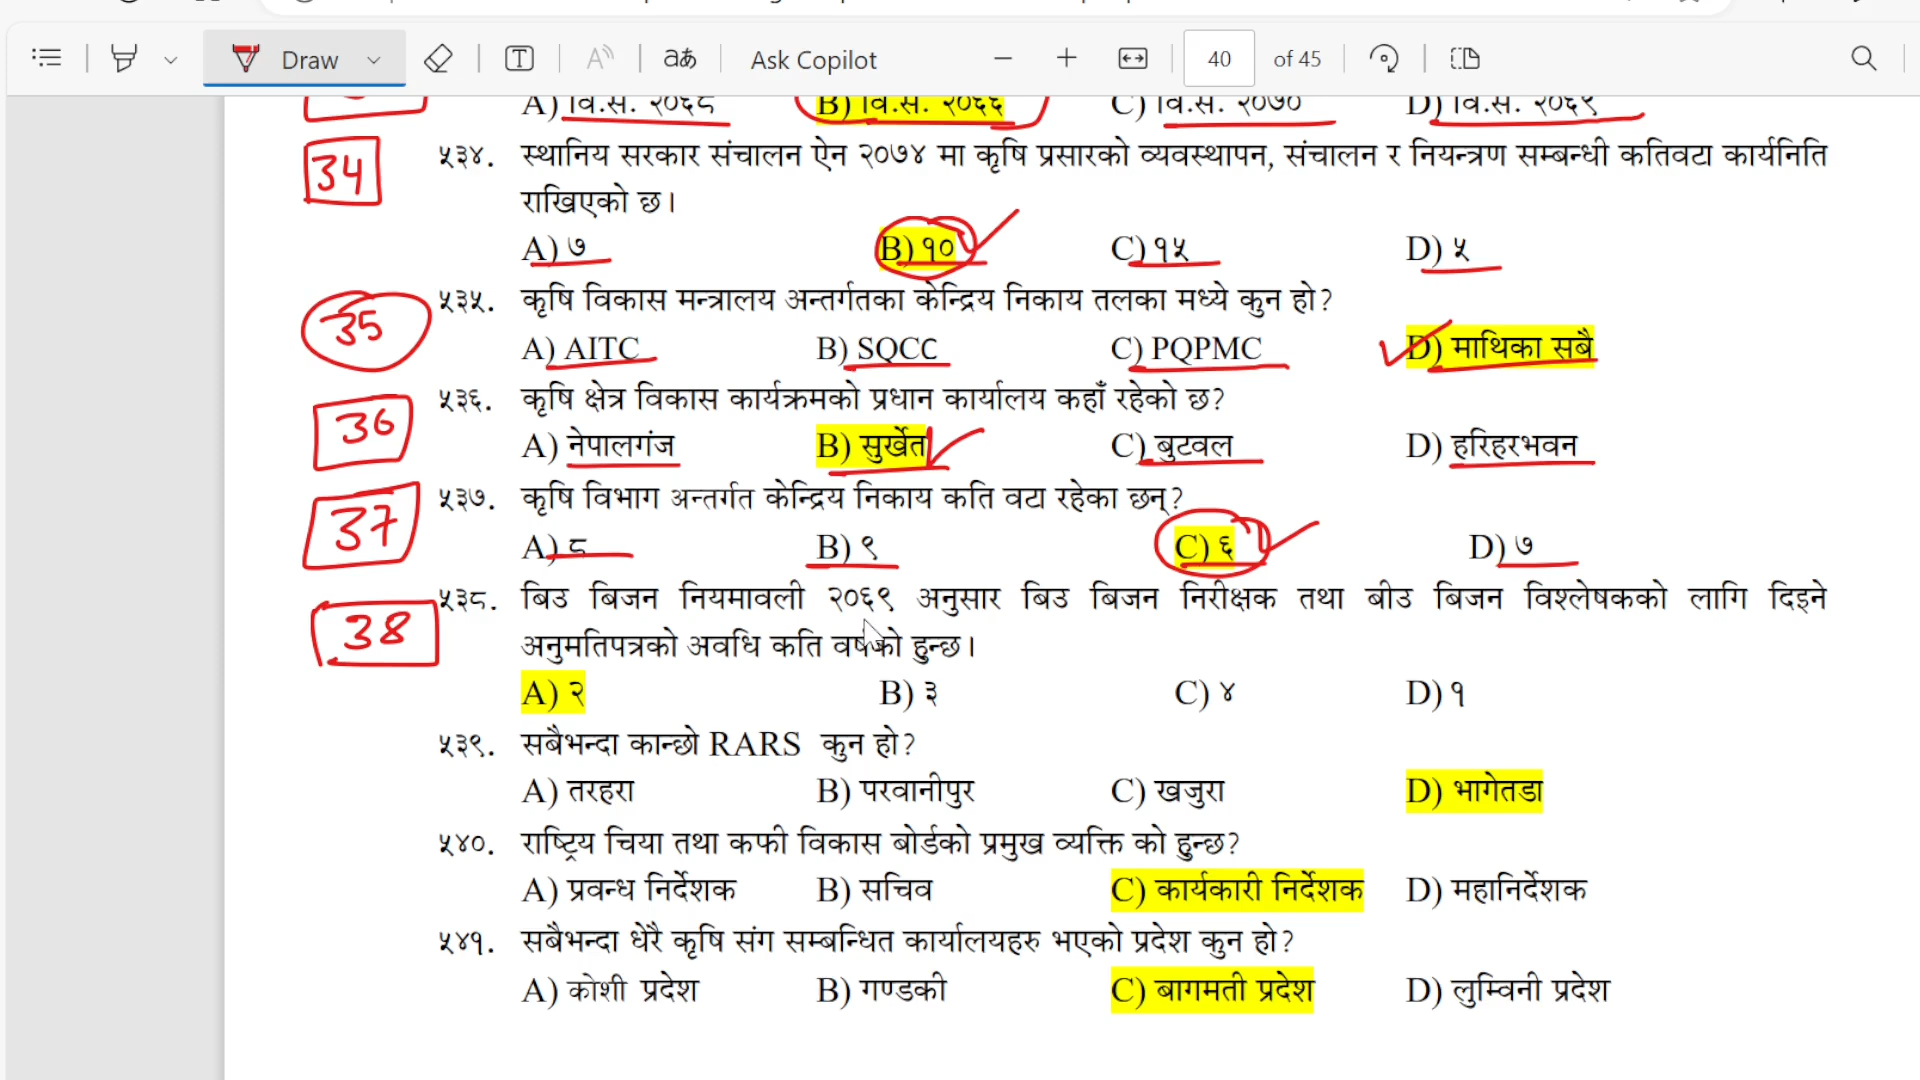 Draw
Ask Copilot
40 of 45
A) वि.सं. २०६८ B) वि.सं. २०६६ C) वि.सं. २०७० D) वि.सं. २०६९
34 ५३४. स्थानिय सरकार संचालन ऐन २०७४ मा कृषि प्रसारको व्यवस्थापन, संचालन र नियन्त्रण सम्बन्धी कतिवटा कार्यनिति
राखिएको छ।
A) ७ B) १० C) १५ D) ५
35 ५३५. कृषि विकास मन्त्रालय अन्तर्गतका केन्द्रिय निकाय तलका मध्ये कुन हो?
A) AITC B) SQCC C) PQPMC D) माथिका सबै
36 ५३६. कृषि क्षेत्र विकास कार्यक्रमको प्रधान कार्यालय कहाँ रहेको छ?
A) नेपालगंज B) सुर्खेत C) बुटवल D) हरिहरभवन
37 ५३७. कृषि विभाग अन्तर्गत केन्द्रिय निकाय कति वटा रहेका छन्?
A) ८ B) ९ C) ६ D) ७
38 ५३८. बिउ बिजन नियमावली २०६९ अनुसार बिउ बिजन निरीक्षक तथा बीउ बिजन विश्लेषकको लागि दिइने
अनुमतिपत्रको अवधि कति वर्षको हुन्छ।
A) २ B) ३ C) ४ D) १
५३९. सबैभन्दा कान्छो RARS कुन हो?
A) तरहरा B) परवानीपुर C) खजुरा D) भागेतडा
५४०. राष्ट्रिय चिया तथा कफी विकास बोर्डको प्रमुख व्यक्ति को हुन्छ?
A) प्रवन्ध निर्देशक B) सचिव C) कार्यकारी निर्देशक D) महानिर्देशक
५४१. सबैभन्दा धेरै कृषि संग सम्बन्धित कार्यालयहरु भएको प्रदेश कुन हो?
A) कोशी प्रदेश B) गण्डकी C) बागमती प्रदेश D) लुम्विनी प्रदेश